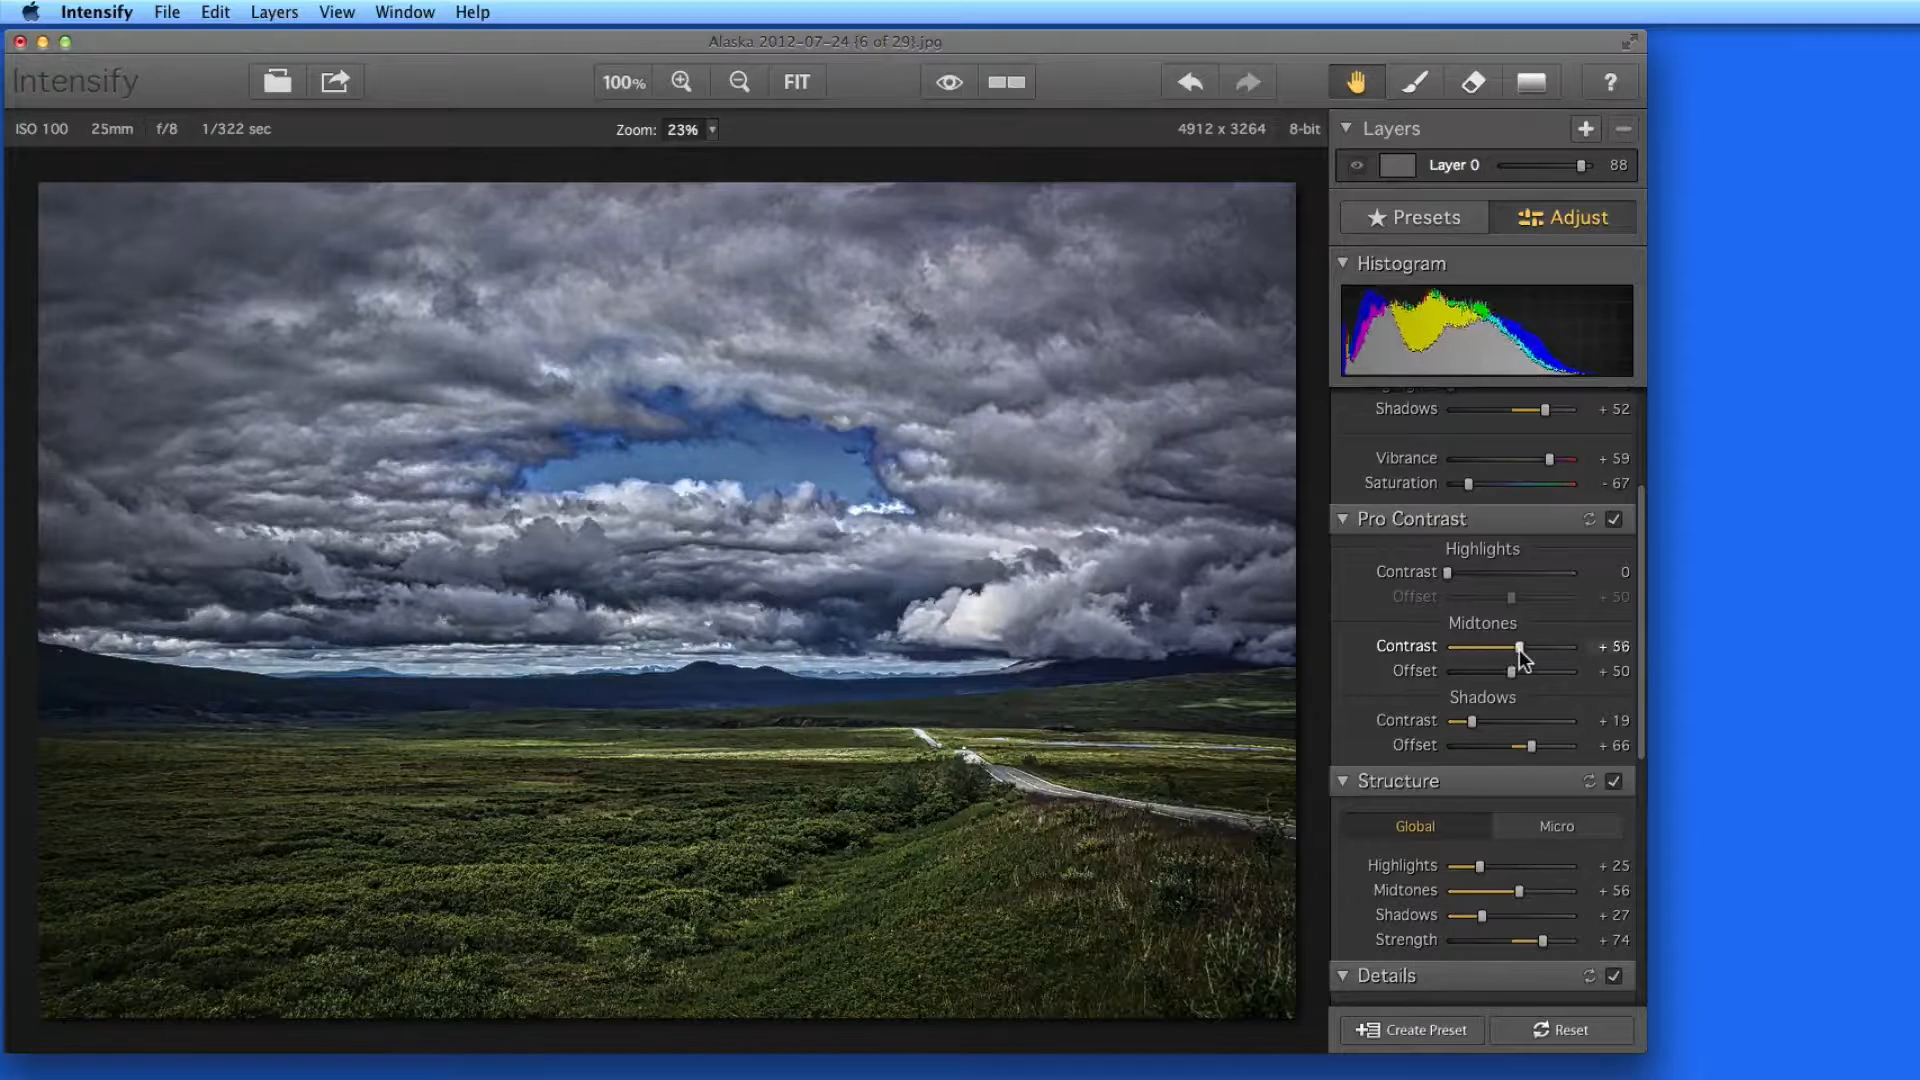 Intensify File Edit Layers View Window Help
Alaska 2012-07-24 {6 of 29}.jpg
Intensify
100% FIT ?
ISO 100 25mm f/8 1/322 sec Zoom: 23% 4912 x 3264 8-bit
Layers
Layer 0 88
Presets Adjust
Histogram
Shadows + 52
Vibrance + 59
Saturation - 67
Pro Contrast
Highlights
Contrast 0
Offset + 50
Midtones
Contrast + 56
Offset + 50
Shadows
Contrast + 19
Offset + 66
Structure
Global Micro
Highlights + 25
Midtones + 56
Shadows + 27
Strength + 74
Details
Create Preset Reset